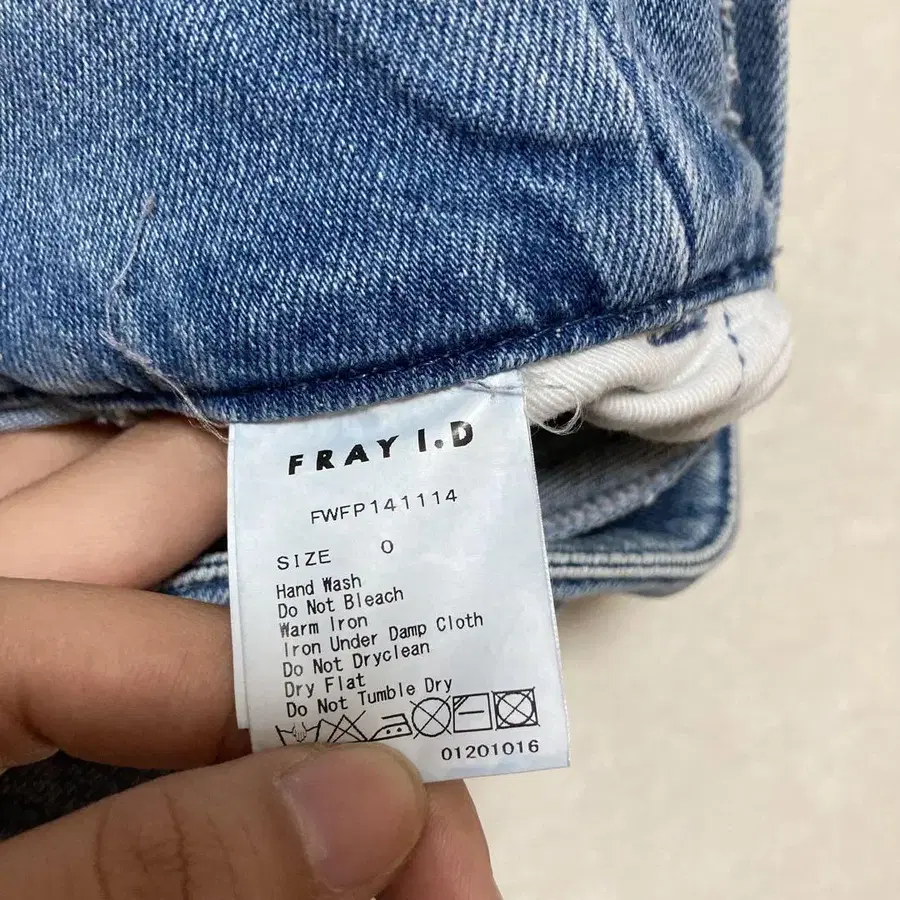 FRAY I.D
FWFP141114
SIZE 0
Hand Wash
Do Not Bleach
Warm Iron
Iron Under Damp Cloth
Do Not Dryclean
Dry Flat
Do Not Tumble Dry
01201016